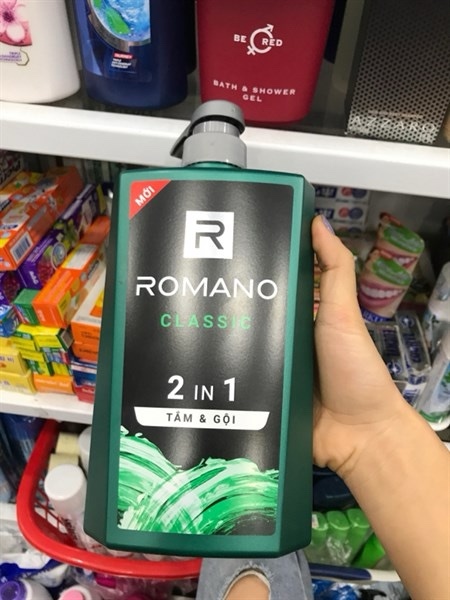 BE RED
BATH & SHOWER
GEL
MỚI
R
ROMANO
CLASSIC
2 IN 1
TẮM & GỘI